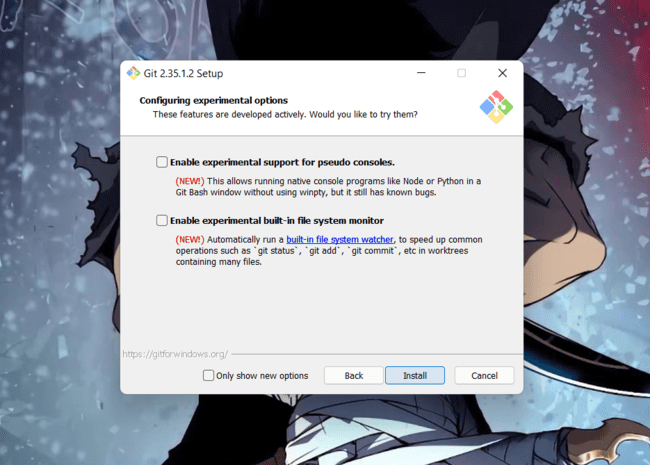 Git 2.35.1.2 Setup
Configuring experimental options
These features are developed actively. Would you like to try them?
Enable experimental support for pseudo consoles.
(NEW!) This allows running native console programs like Node or Python in a
Git Bash window without using winpty, but it still has known bugs.
Enable experimental built-in file system monitor
(NEW!) Automatically run a built-in file system watcher, to speed up common
operations such as `git status`, `git add`, `git commit`, etc in worktrees
containing many files.
https://gitforwindows.org/
Only show new options
Back
Install
Cancel